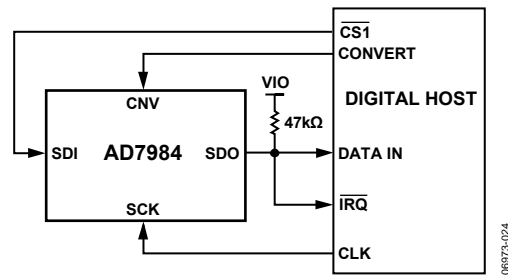 CS1
CONVERT
VIO
DIGITAL HOST
47kΩ
CNV
SDI
AD7984
SDO
DATA IN
SCK
IRQ
CLK
06973-024